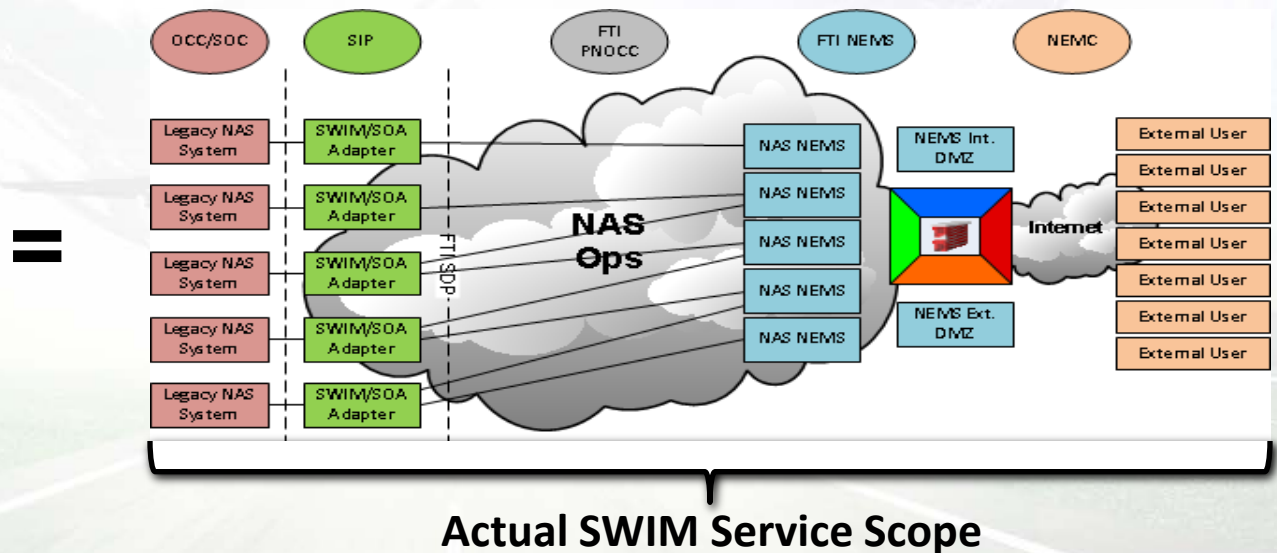 =
OCC/SOC
SIP
FTI
PNOCC
FTI NEMS
NEMC
Legacy NAS
System
SWIM/SOA
Adapter
NAS NEMS
NEMS Int.
DMZ
External User
External User
Legacy NAS
System
SWIM/SOA
Adapter
NAS NEMS
External User
NAS
Ops
Internet
Legacy NAS
System
SWIM/SOA
Adapter
FTI SDP
NAS NEMS
External User
External User
Legacy NAS
System
SWIM/SOA
Adapter
NAS NEMS
NEMS Ext.
DMZ
External User
Legacy NAS
System
SWIM/SOA
Adapter
NAS NEMS
External User
Actual SWIM Service Scope